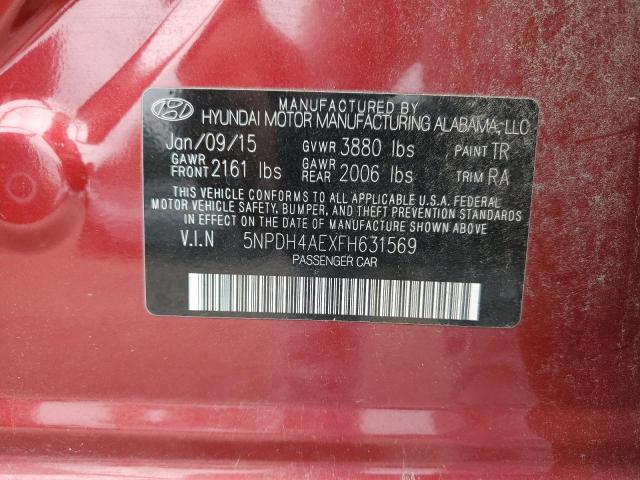 MANUFACTURED BY
HYUNDAI MOTOR MANUFACTURING ALABAMA, LLC
Jan/09/15 GVWR 3880 lbs PAINT TR
GAWR FRONT 2161 lbs GAWR REAR 2006 lbs TRIM RA
THIS VEHICLE CONFORMS TO ALL APPLICABLE U.S.A. FEDERAL
MOTOR VEHICLE SAFETY, BUMPER, AND THEFT PREVENTION STANDARDS
IN EFFECT ON THE DATE OF MANUFACTURE SHOWN ABOVE.
V.I.N 5NPDH4AEXFH631569
PASSENGER CAR